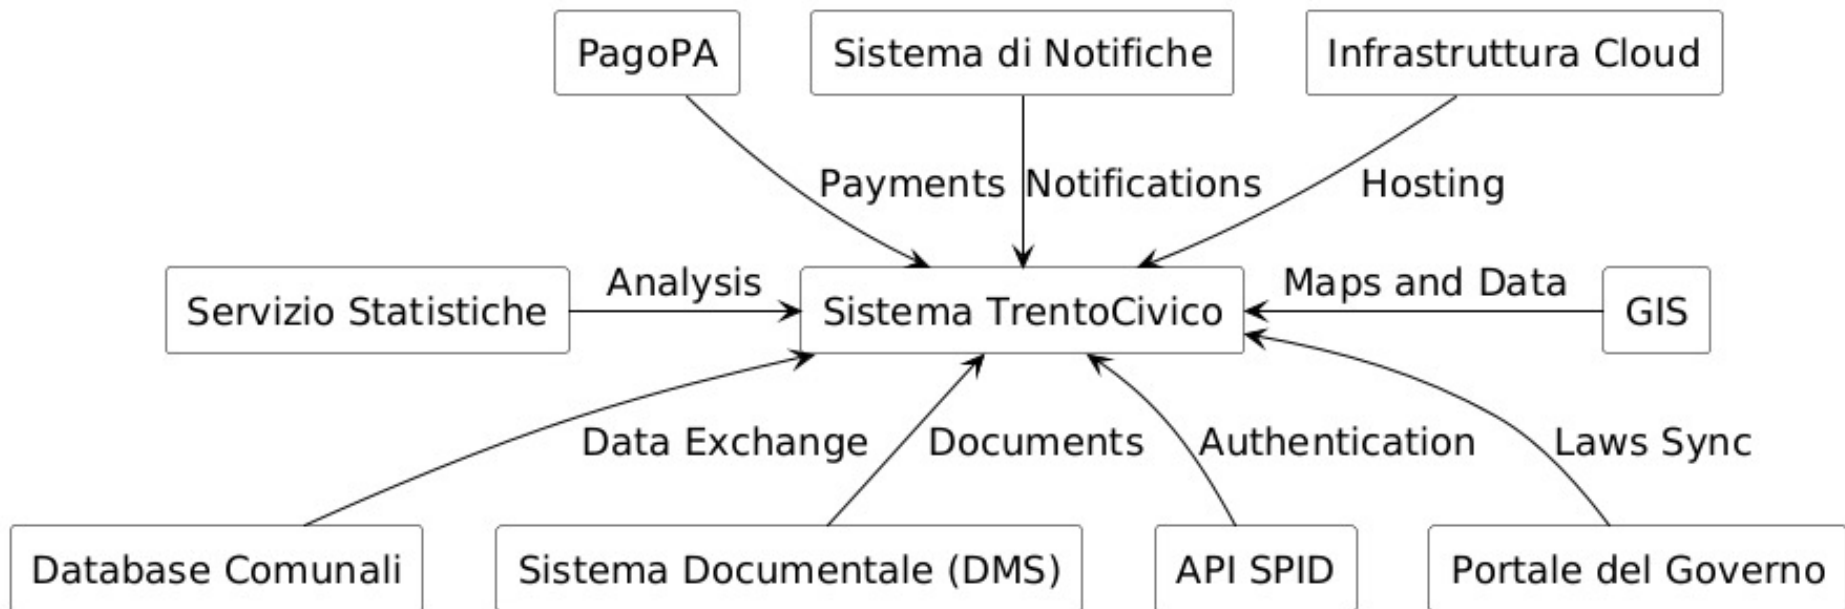 PagoPA
Sistema di Notifiche
Infrastruttura Cloud
Payments
Notifications
Hosting
Servizio Statistiche
Analysis
Sistema TrentoCivico
Maps and Data
GIS
Data Exchange
Documents
Authentication
Laws Sync
Database Comunali
Sistema Documentale (DMS)
API SPID
Portale del Governo